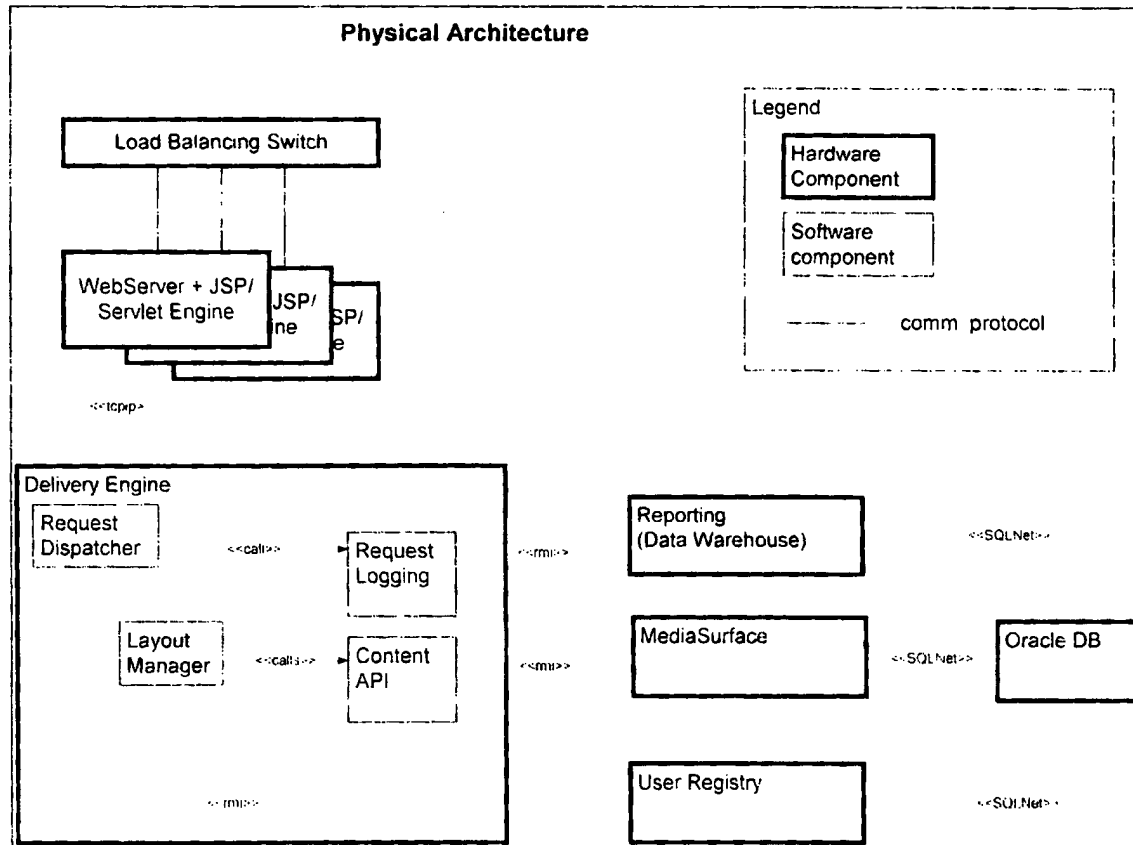 Physical Architecture
Load Balancing Switch
Legend
Hardware
Component
Software
component
comm protocol
WebServer + JSP/
Servlet Engine
JSP/
ine
SP/
e
<<tcpip>
Delivery Engine
Request
Dispatcher
<<call>>
Request
Logging
<<rmi>>
Reporting
(Data Warehouse)
<<SQLNet>>
Layout
Manager
<<calls>>
Content
API
<<rmi>>
MediaSurface
<<SQLNet>>
Oracle DB
<<rmi>>
User Registry
<<SQLNet>>